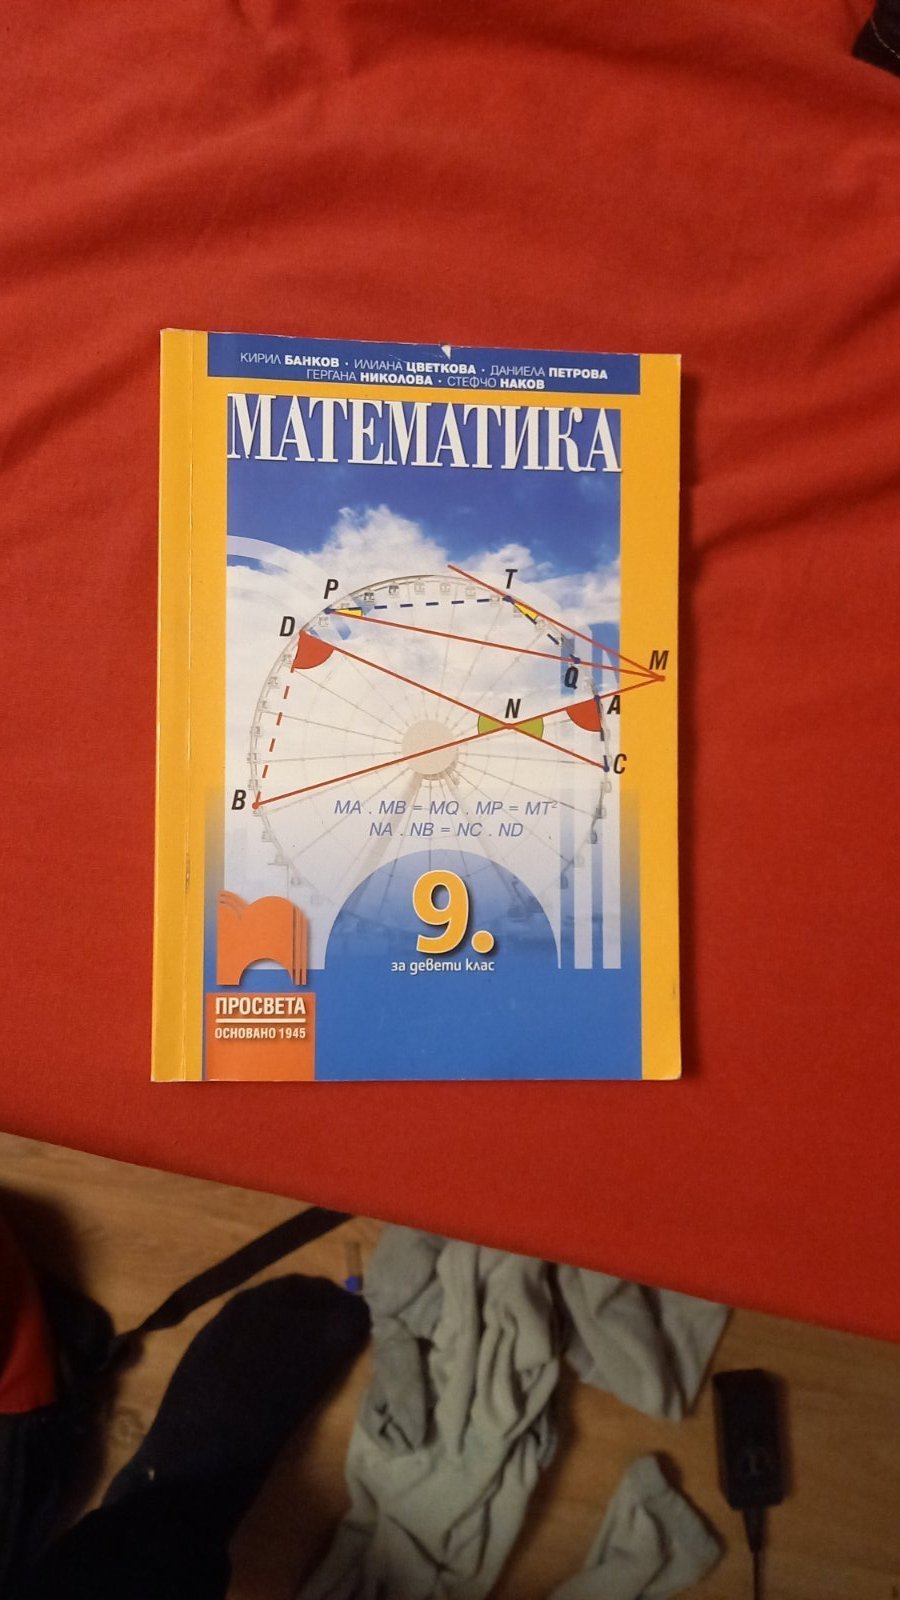 КИРИЛ БАНКОВ · ИЛИАНА ЦВЕТКОВА · ДАНИЕЛА ПЕТРОВА
ГЕРГАНА НИКОЛОВА · СТЕФЧО НАКОВ
МАТЕМАТИКА
T
P
D
M
Q
A
N
C
B
MA . MB = MQ . MP = MT²
NA . NB = NC . ND
9.
за девети клас
ПРОСВЕТА
ОСНОВАНО 1945